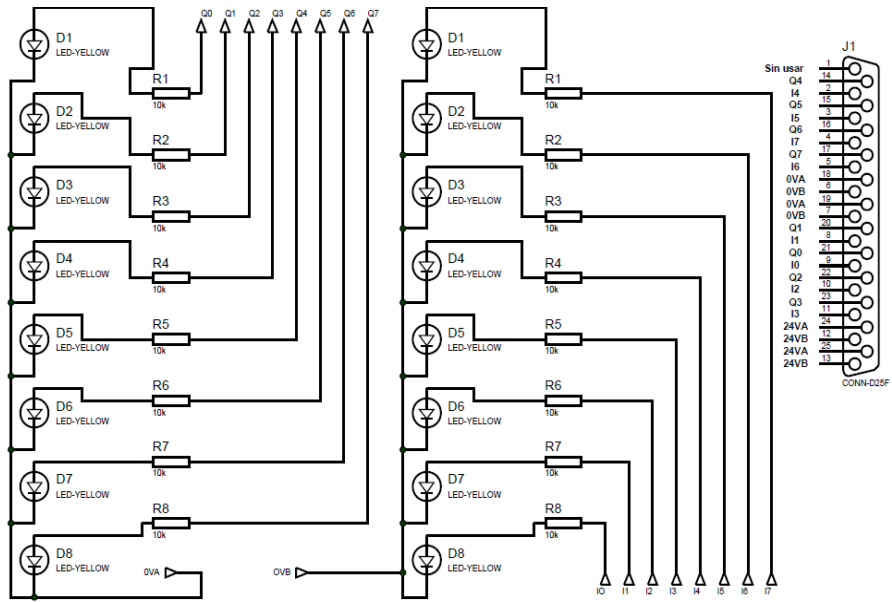 Q0 Q1 Q2 Q3 Q4 Q5 Q6 Q7
D1
LED-YELLOW
R1
10k
D2
LED-YELLOW
R2
10k
D3
LED-YELLOW
R3
10k
D4
LED-YELLOW
R4
10k
D5
LED-YELLOW
R5
10k
D6
LED-YELLOW
R6
10k
D7
LED-YELLOW
R7
10k
D8
LED-YELLOW
R8
10k
0VA
D1
LED-YELLOW
R1
10k
D2
LED-YELLOW
R2
10k
D3
LED-YELLOW
R3
10k
D4
LED-YELLOW
R4
10k
D5
LED-YELLOW
R5
10k
D6
LED-YELLOW
R6
10k
D7
LED-YELLOW
R7
10k
D8
LED-YELLOW
R8
10k
OVB
IO I1 I2 I3 I4 I5 I6 I7
J1
Sin usar 1
Q4 14
I4 2
Q5 15
I5 3
Q6 16
I7 4
Q7 17
I6 5
0VA 18
0VB 6
0VA 19
0VB 7
Q1 20
I1 8
Q0 21
I0 9
Q2 22
I2 10
Q3 23
I3 11
24VA 24
24VB 12
24VA 25
24VB 13
CONN-D25F